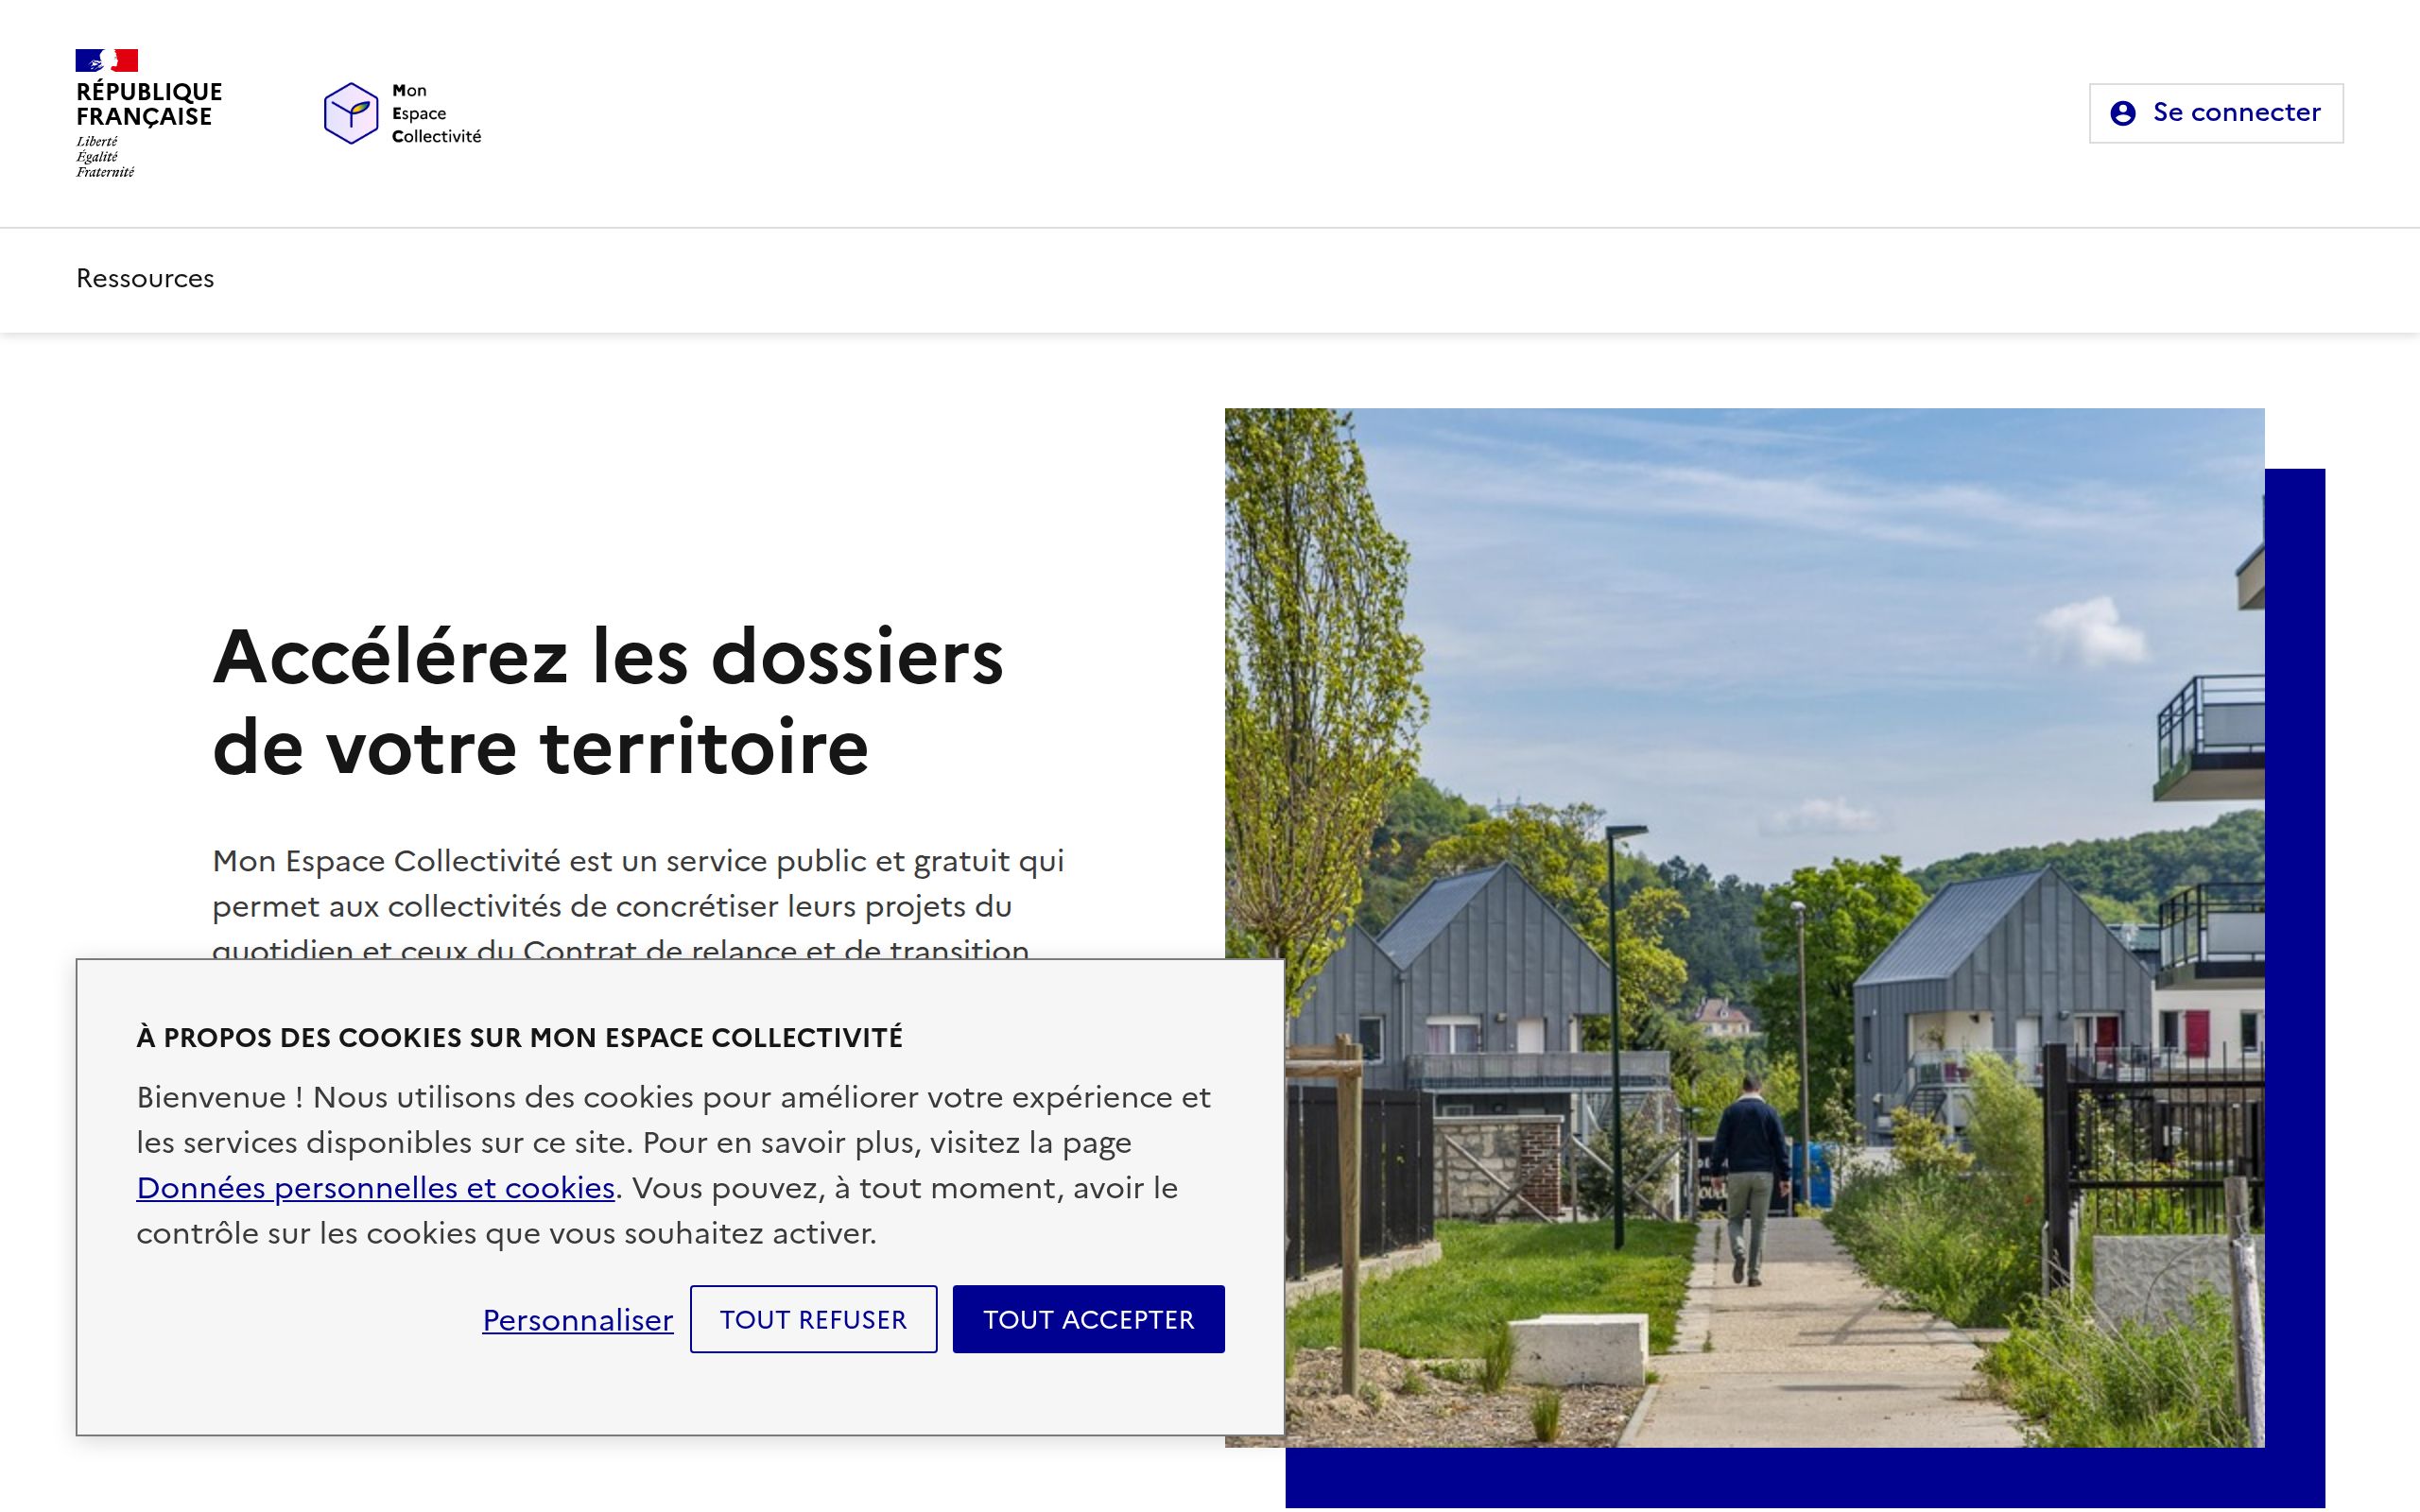 RÉPUBLIQUE
FRANÇAISE
Liberté
Égalité
Fraternité
Mon
Espace
Collectivité
Se connecter
Ressources
Accélérez les dossiers
de votre territoire
Mon Espace Collectivité est un service public et gratuit qui
permet aux collectivités de concrétiser leurs projets du
quotidien et ceux du Contrat de relance et de transition
À PROPOS DES COOKIES SUR MON ESPACE COLLECTIVITÉ
Bienvenue ! Nous utilisons des cookies pour améliorer votre expérience et
les services disponibles sur ce site. Pour en savoir plus, visitez la page
Données personnelles et cookies. Vous pouvez, à tout moment, avoir le
contrôle sur les cookies que vous souhaitez activer.
Personnaliser
TOUT REFUSER
TOUT ACCEPTER